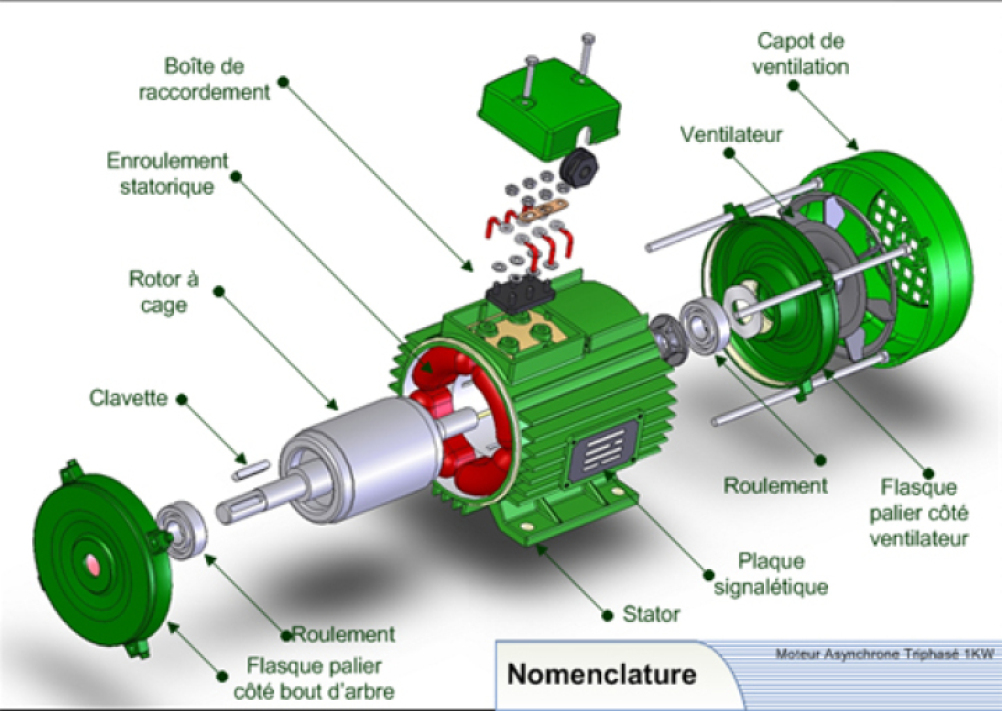 Capot de
ventilation
Boîte de
raccordement
Ventilateur
Enroulement
statorique
Rotor à
cage
Clavette
Roulement
Flasque
palier côté
ventilateur
Plaque
signalétique
Stator
Roulement
Flasque palier
côté bout d'arbre
Nomenclature
Moteur Asynchrone Triphasé 1KW